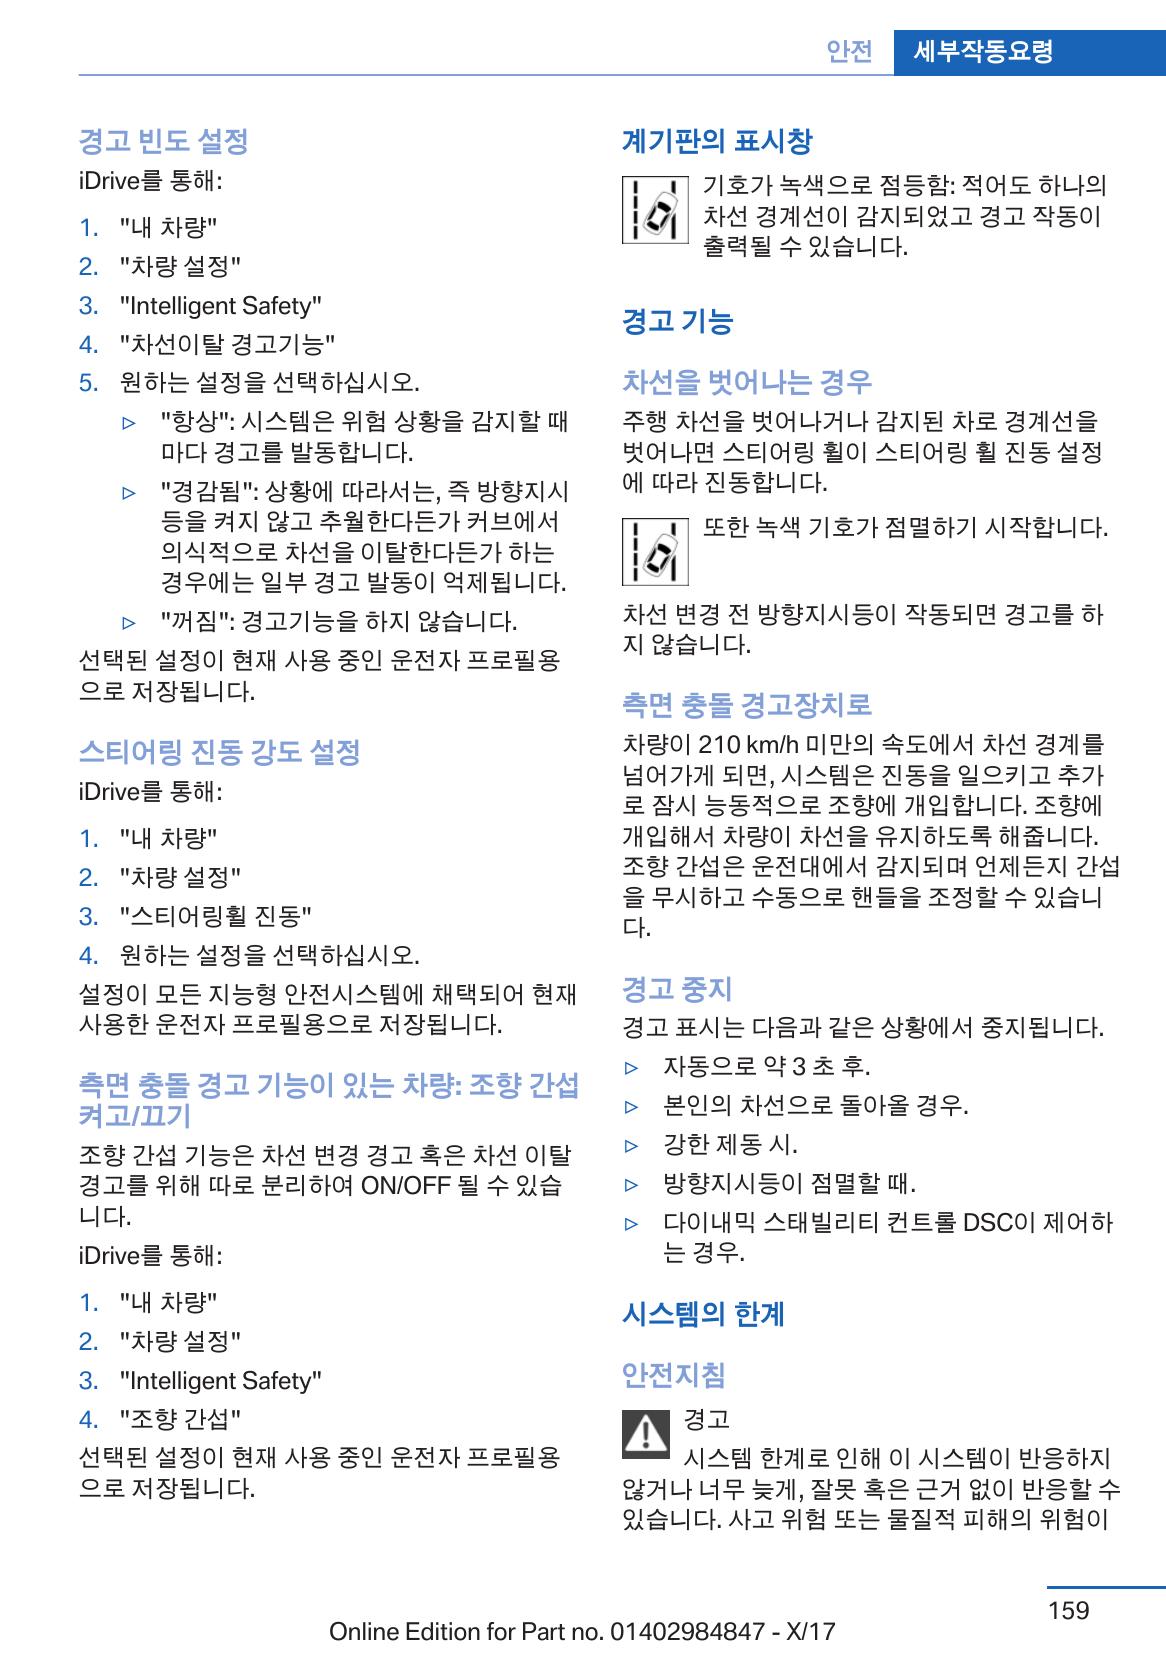 안전 세부작동요령
경고 빈도 설정
iDrive를 통해:
1. "내 차량"
2. "차량 설정"
3. "Intelligent Safety"
4. "차선이탈 경고기능"
5. 원하는 설정을 선택하십시오.
▷ "항상": 시스템은 위험 상황을 감지할 때
마다 경고를 발동합니다.
▷ "경감됨": 상황에 따라서는, 즉 방향지시
등을 켜지 않고 추월한다든가 커브에서
의식적으로 차선을 이탈한다든가 하는
경우에는 일부 경고 발동이 억제됩니다.
▷ "꺼짐": 경고기능을 하지 않습니다.
선택된 설정이 현재 사용 중인 운전자 프로필용
으로 저장됩니다.
스티어링 진동 강도 설정
iDrive를 통해:
1. "내 차량"
2. "차량 설정"
3. "스티어링휠 진동"
4. 원하는 설정을 선택하십시오.
설정이 모든 지능형 안전시스템에 채택되어 현재
사용한 운전자 프로필용으로 저장됩니다.
측면 충돌 경고 기능이 있는 차량: 조향 간섭
켜고/끄기
조향 간섭 기능은 차선 변경 경고 혹은 차선 이탈
경고를 위해 따로 분리하여 ON/OFF 될 수 있습
니다.
iDrive를 통해:
1. "내 차량"
2. "차량 설정"
3. "Intelligent Safety"
4. "조향 간섭"
선택된 설정이 현재 사용 중인 운전자 프로필용
으로 저장됩니다.
계기판의 표시창
기호가 녹색으로 점등함: 적어도 하나의
차선 경계선이 감지되었고 경고 작동이
출력될 수 있습니다.
경고 기능
차선을 벗어나는 경우
주행 차선을 벗어나거나 감지된 차로 경계선을
벗어나면 스티어링 휠이 스티어링 휠 진동 설정
에 따라 진동합니다.
또한 녹색 기호가 점멸하기 시작합니다.
차선 변경 전 방향지시등이 작동되면 경고를 하
지 않습니다.
측면 충돌 경고장치로
차량이 210 km/h 미만의 속도에서 차선 경계를
넘어가게 되면, 시스템은 진동을 일으키고 추가
로 잠시 능동적으로 조향에 개입합니다. 조향에
개입해서 차량이 차선을 유지하도록 해줍니다.
조향 간섭은 운전대에서 감지되며 언제든지 간섭
을 무시하고 수동으로 핸들을 조정할 수 있습니
다.
경고 중지
경고 표시는 다음과 같은 상황에서 중지됩니다.
▷ 자동으로 약 3 초 후.
▷ 본인의 차선으로 돌아올 경우.
▷ 강한 제동 시.
▷ 방향지시등이 점멸할 때.
▷ 다이내믹 스태빌리티 컨트롤 DSC이 제어하
는 경우.
시스템의 한계
안전지침
경고
시스템 한계로 인해 이 시스템이 반응하지
않거나 너무 늦게, 잘못 혹은 근거 없이 반응할 수
있습니다. 사고 위험 또는 물질적 피해의 위험이
159
Online Edition for Part no. 01402984847 - X/17